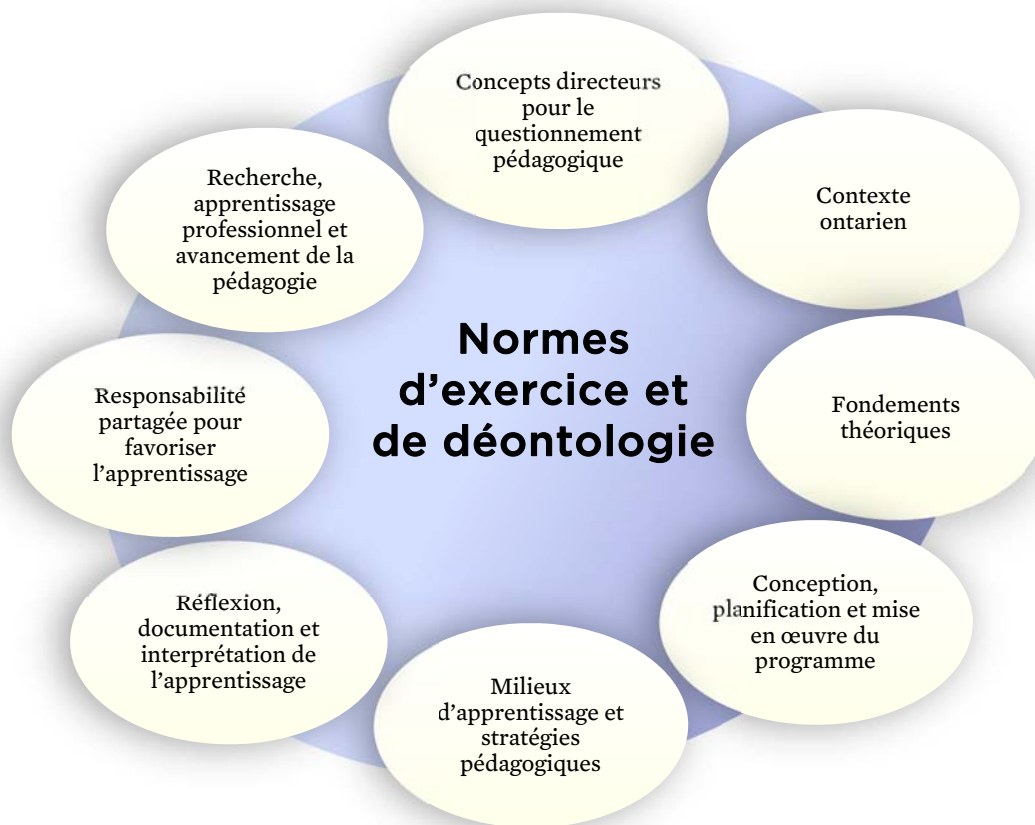 Concepts directeurs
pour le
questionnement
pédagogique
Contexte
ontarien
Fondements
théoriques
Conception,
planification et mise
en œuvre du
programme
Milieux
d'apprentissage et
stratégies
pédagogiques
Réflexion,
documentation et
interprétation de
l'apprentissage
Responsabilité
partagée pour
favoriser
l'apprentissage
Recherche,
apprentissage
professionnel et
avancement de la
pédagogie
Normes
d'exercice et
de déontologie